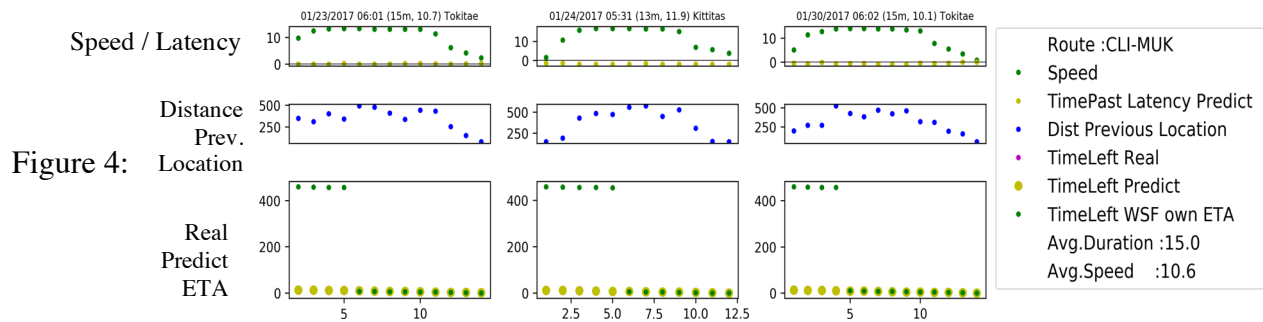 01/23/2017 06:01 (15m, 10.7) Tokitae
01/24/2017 05:31 (13m, 11.9) Kittitas
01/30/2017 06:02 (15m, 10.1) Tokitae
Speed / Latency
10
0
10
0
10
0
Distance
Prev.
Location
500
250
500
250
500
250
Figure 4:
Real
Predict
ETA
400
200
0
400
200
0
400
200
0
5 10
2.5 5.0 7.5 10.0 12.5
5 10
Route :CLI-MUK
Speed
TimePast Latency Predict
Dist Previous Location
TimeLeft Real
TimeLeft Predict
TimeLeft WSF own ETA
Avg.Duration :15.0
Avg.Speed :10.6